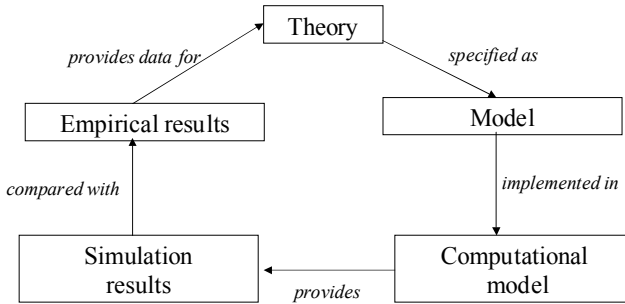 Theory
provides data for
specified as
Empirical results
Model
compared with
implemented in
Simulation
results
Computational
model
provides